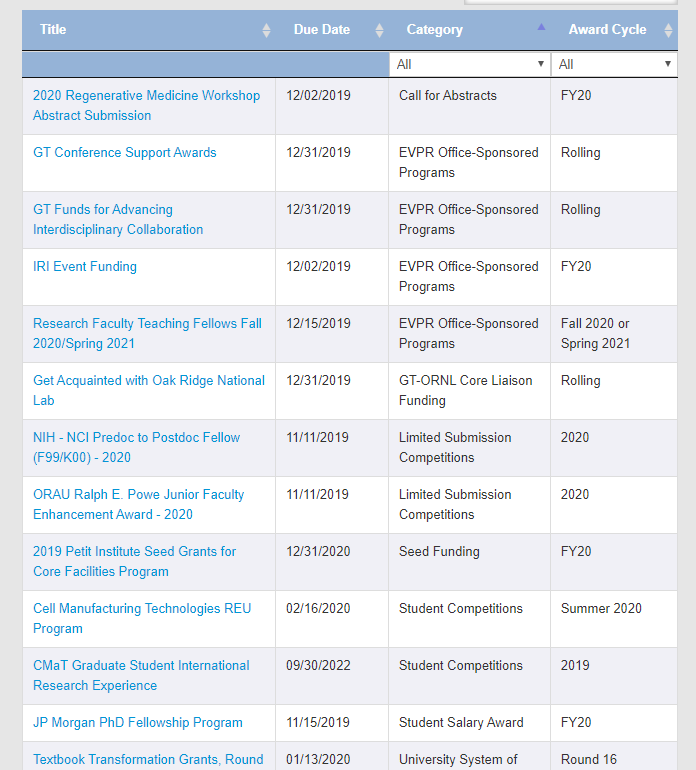 Title Due Date Category Award Cycle
All All
2020 Regenerative Medicine Workshop 12/02/2019 Call for Abstracts FY20
Abstract Submission
GT Conference Support Awards 12/31/2019 EVPR Office-Sponsored Rolling
Programs
GT Funds for Advancing 12/31/2019 EVPR Office-Sponsored Rolling
Interdisciplinary Collaboration Programs
IRI Event Funding 12/02/2019 EVPR Office-Sponsored FY20
Programs
Research Faculty Teaching Fellows Fall 12/15/2019 EVPR Office-Sponsored Fall 2020 or
2020/Spring 2021 Programs Spring 2021
Get Acquainted with Oak Ridge National 12/31/2019 GT-ORNL Core Liaison Rolling
Lab Funding
NIH - NCI Predoc to Postdoc Fellow 11/11/2019 Limited Submission 2020
(F99/K00) - 2020 Competitions
ORAU Ralph E. Powe Junior Faculty 11/11/2019 Limited Submission 2020
Enhancement Award - 2020 Competitions
2019 Petit Institute Seed Grants for 12/31/2020 Seed Funding FY20
Core Facilities Program
Cell Manufacturing Technologies REU 02/16/2020 Student Competitions Summer 2020
Program
CMaT Graduate Student International 09/30/2022 Student Competitions 2019
Research Experience
JP Morgan PhD Fellowship Program 11/15/2019 Student Salary Award FY20
Textbook Transformation Grants, Round 01/13/2020 University System of Round 16